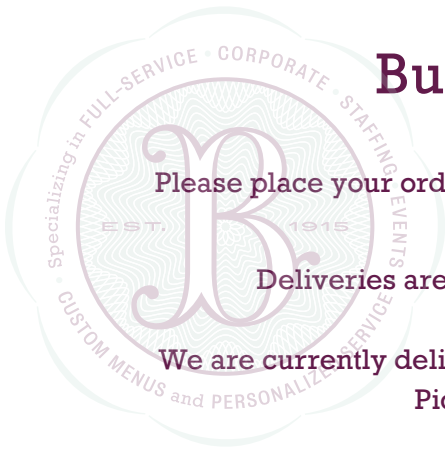 Specializing in FULL-SERVICE • CORPORATE • STAFFING EVENTS
Bu
Please place your ord
B
EST. 1915
Deliveries are
We are currently deli
Pic
• CUSTOM MENUS and PERSONALIZED SERVICE